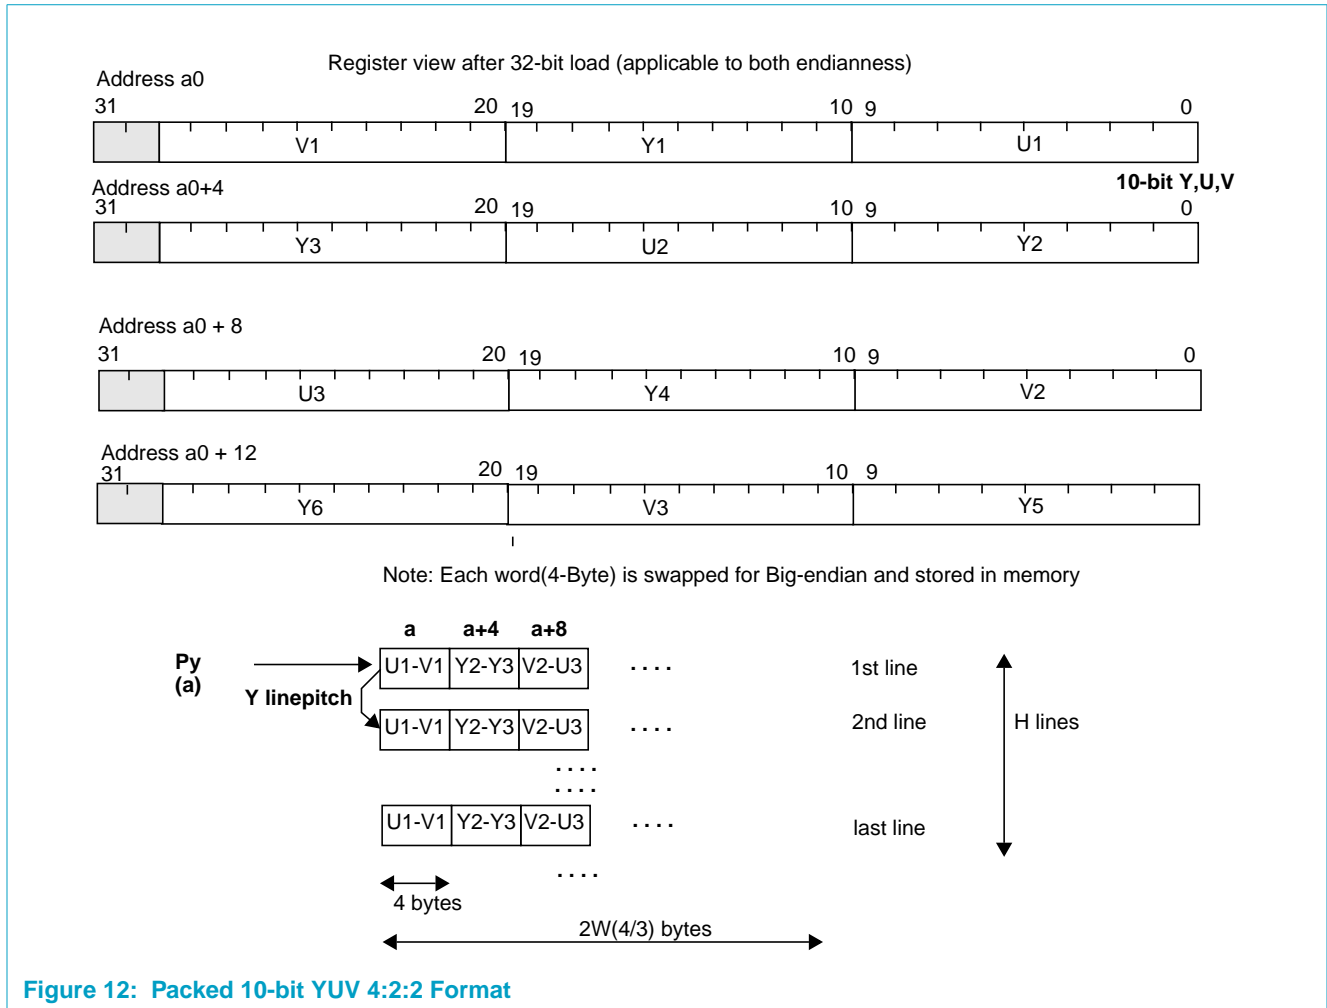 Register view after 32-bit load (applicable to both endianness)
Address a0
31 20 19 10 9 0
V1 Y1 U1
10-bit Y,U,V
Address a0+4
31 20 19 10 9 0
Y3 U2 Y2
Address a0 + 8
31 20 19 10 9 0
U3 Y4 V2
Address a0 + 12
31 20 19 10 9
Y6 V3 Y5
Note: Each word(4-Byte) is swapped for Big-endian and stored in memory
a a+4 a+8
Py
(a)
U1-V1 Y2-Y3 V2-U3 . . . . 1st line
Y linepitch
U1-V1 Y2-Y3 V2-U3 . . . . 2nd line
H lines
. . . .
. . . .
U1-V1 Y2-Y3 V2-U3 . . . . last line
. . . .
4 bytes
2W(4/3) bytes
Figure 12: Packed 10-bit YUV 4:2:2 Format